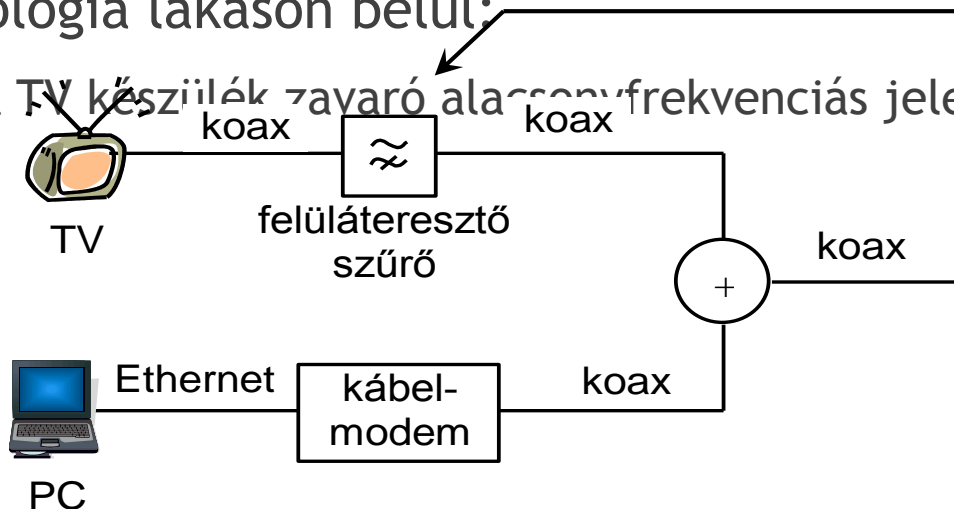 ológia lakáson belül:
TV készülék zavaró alacsonyfrekvenciás jele
koax
koax
TV
felüláteresztő
szűrő
koax
+
Ethernet
kábel-
modem
koax
PC